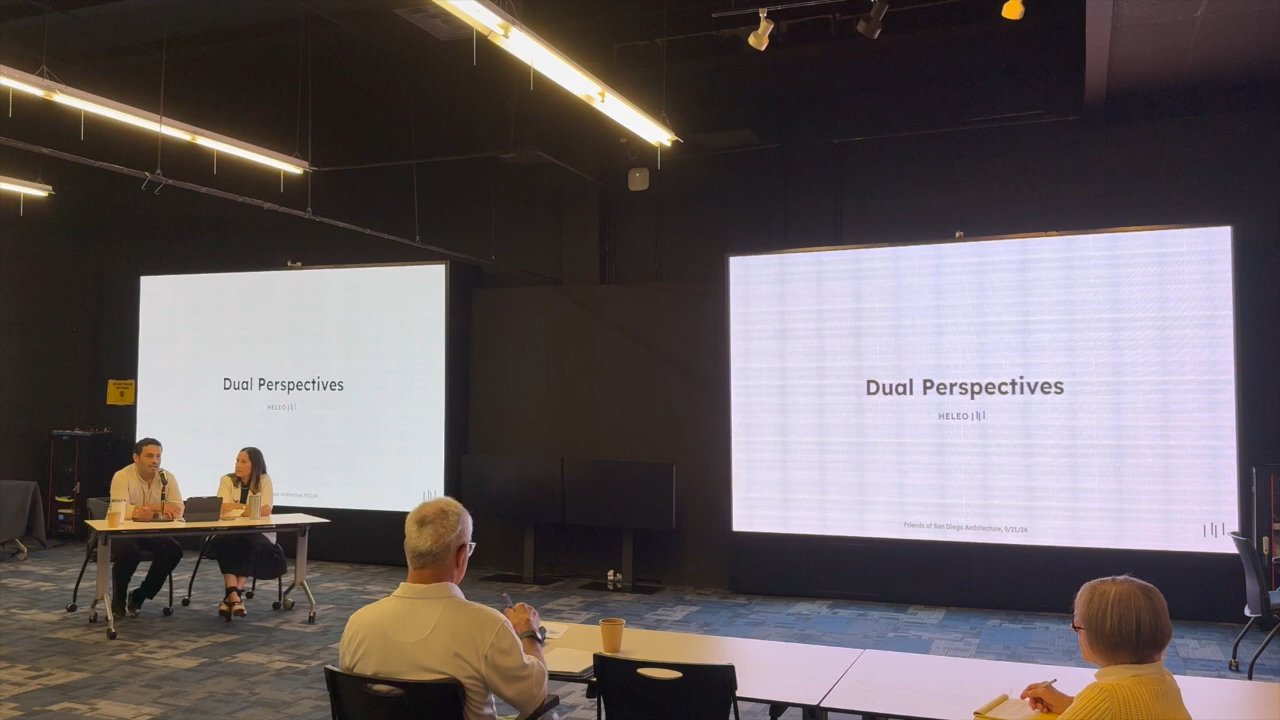 Dual Perspectives
HELEO
Dual Perspectives
HELEO
Friends of San Diego Architecture, 9/21/24